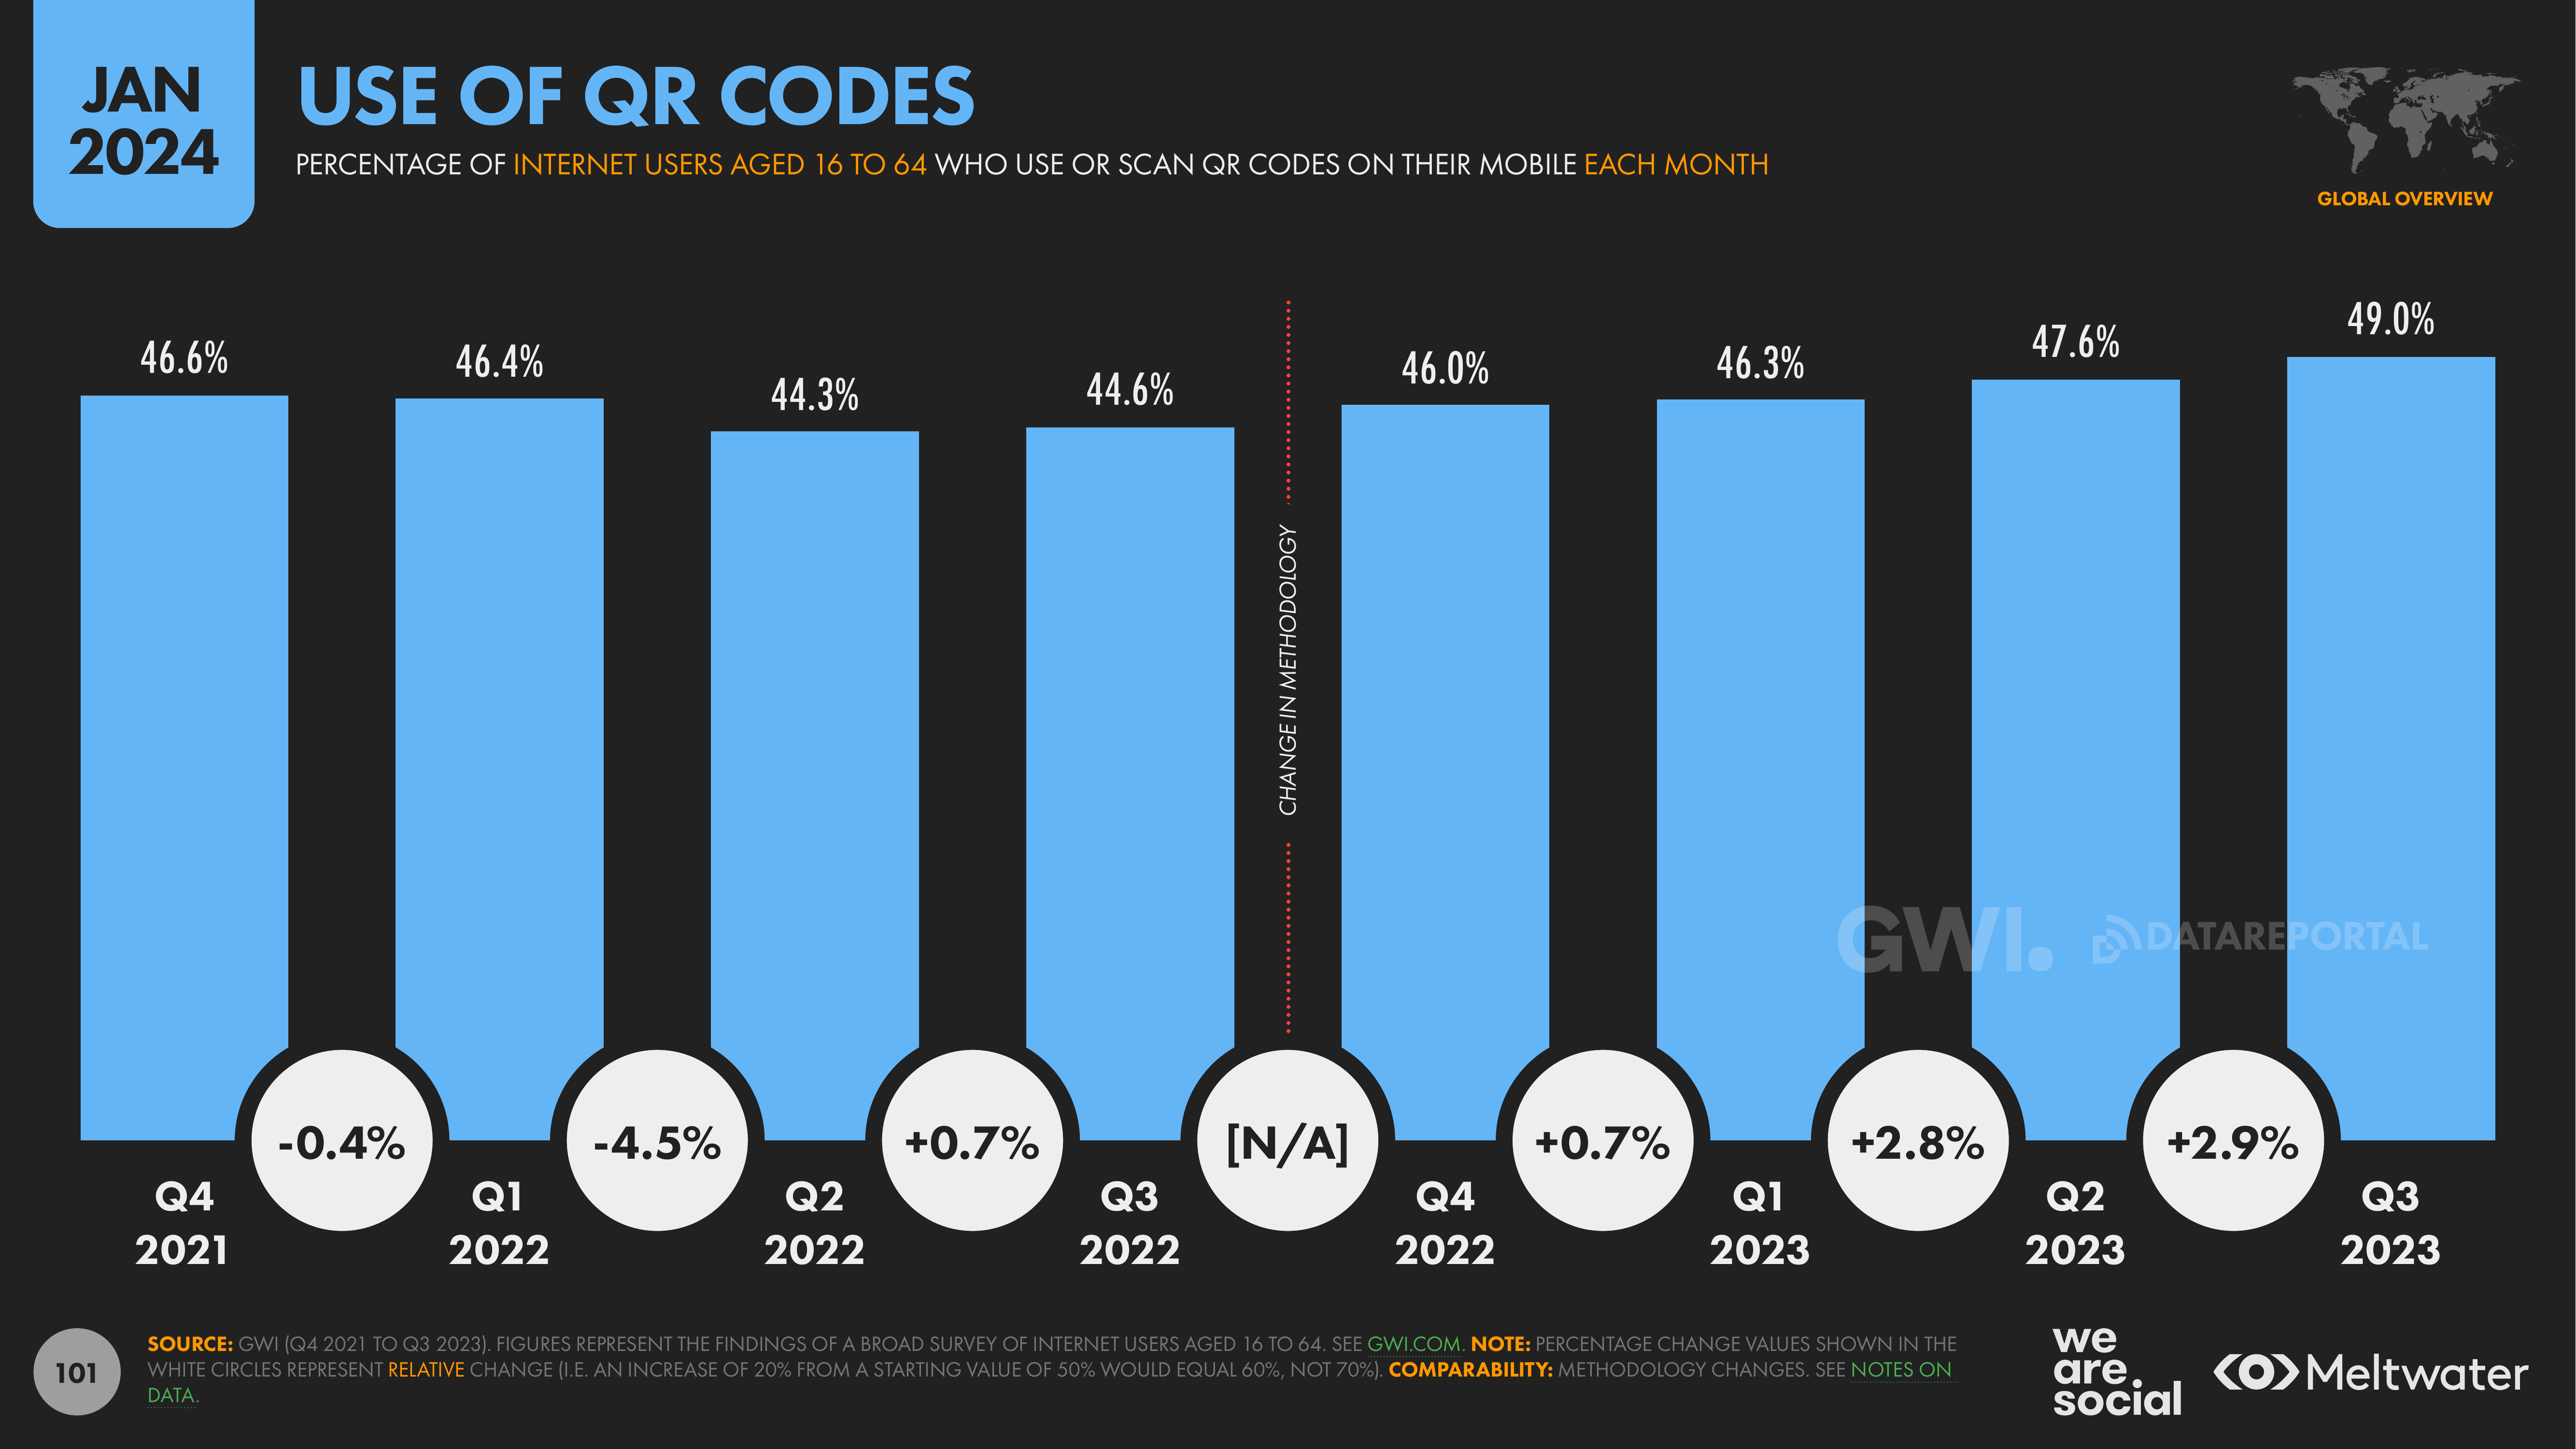 JAN
2024
USE OF QR CODES
PERCENTAGE OF INTERNET USERS AGED 16 TO 64 WHO USE OR SCAN QR CODES ON THEIR MOBILE EACH MONTH
GLOBAL OVERVIEW
46.6%
46.4%
44.3%
44.6%
46.0%
46.3%
47.6%
49.0%
CHANGE IN METHODOLOGY
GWI.
DATAREPORTAL
-0.4%
-4.5%
+0.7%
[N/A]
+0.7%
+2.8%
+2.9%
Q4
2021
Q1
2022
Q2
2022
Q3
2022
Q4
2022
Q1
2023
Q2
2023
Q3
2023
101
SOURCE: GWI (Q4 2021 TO Q3 2023). FIGURES REPRESENT THE FINDINGS OF A BROAD SURVEY OF INTERNET USERS AGED 16 TO 64. SEE GWI.COM. NOTE: PERCENTAGE CHANGE VALUES SHOWN IN THE
WHITE CIRCLES REPRESENT RELATIVE CHANGE (I.E. AN INCREASE OF 20% FROM A STARTING VALUE OF 50% WOULD EQUAL 60%, NOT 70%). COMPARABILITY: METHODOLOGY CHANGES. SEE NOTES ON
DATA.
we
are.
social
Meltwater